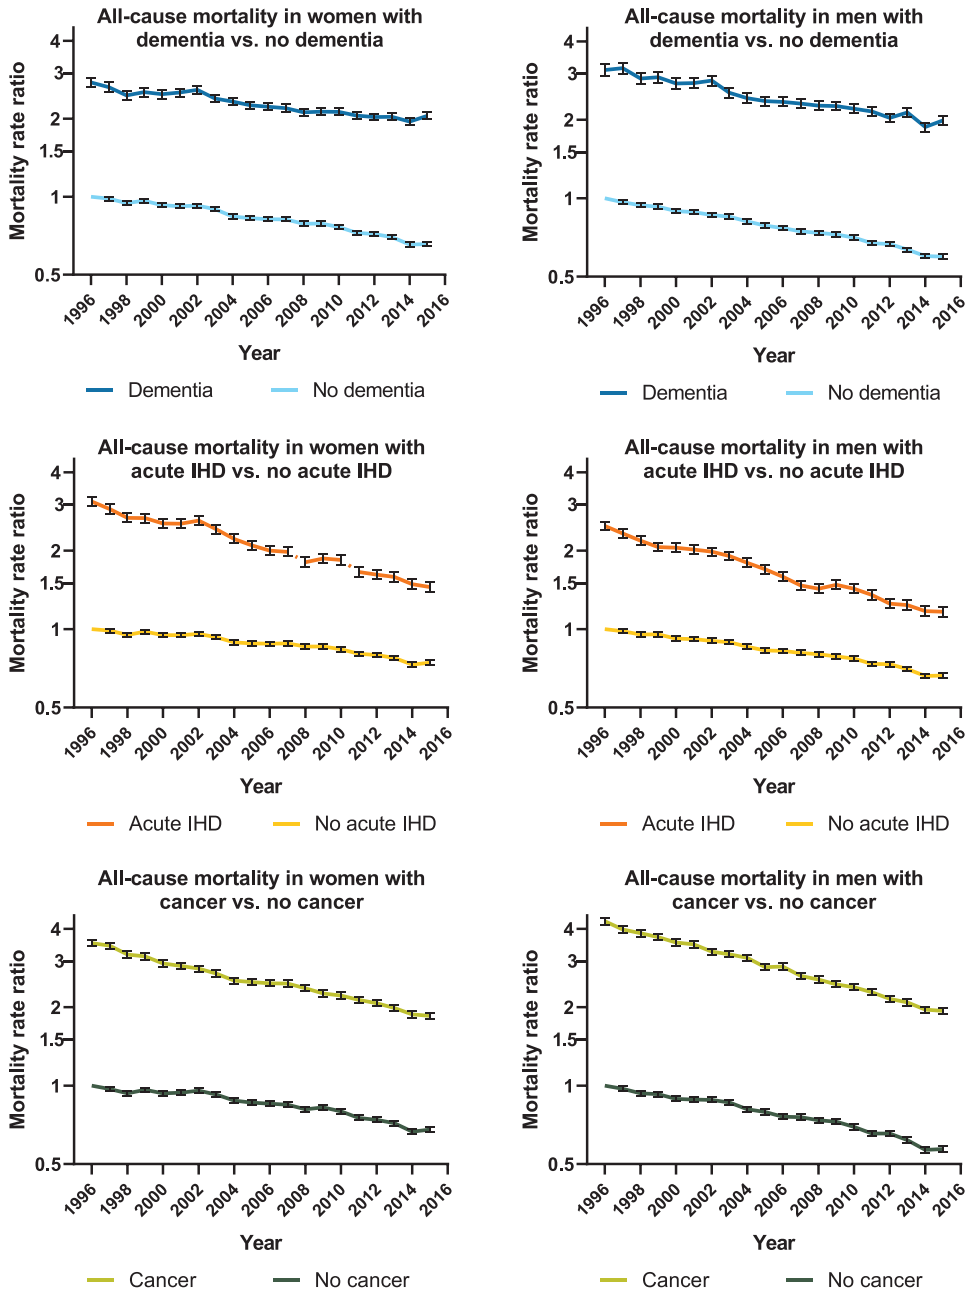 All-cause mortality in women with
dementia vs. no dementia
Mortality rate ratio
4
3
2
1.5
1
0.5
1996 1998 2000 2002 2004 2006 2008 2010 2012 2014 2016
Year
Dementia No dementia
All-cause mortality in men with
dementia vs. no dementia
Mortality rate ratio
4
3
2
1.5
1
0.5
1996 1998 2000 2002 2004 2006 2008 2010 2012 2014 2016
Year
Dementia No dementia
All-cause mortality in women with
acute IHD vs. no acute IHD
Mortality rate ratio
4
3
2
1.5
1
0.5
1996 1998 2000 2002 2004 2006 2008 2010 2012 2014 2016
Year
Acute IHD No acute IHD
All-cause mortality in men with
acute IHD vs. no acute IHD
Mortality rate ratio
4
3
2
1.5
1
0.5
1996 1998 2000 2002 2004 2006 2008 2010 2012 2014 2016
Year
Acute IHD No acute IHD
All-cause mortality in women with
cancer vs. no cancer
Mortality rate ratio
4
3
2
1.5
1
0.5
1996 1998 2000 2002 2004 2006 2008 2010 2012 2014 2016
Year
Cancer No cancer
All-cause mortality in men with
cancer vs. no cancer
Mortality rate ratio
4
3
2
1.5
1
0.5
1996 1998 2000 2002 2004 2006 2008 2010 2012 2014 2016
Year
Cancer No cancer